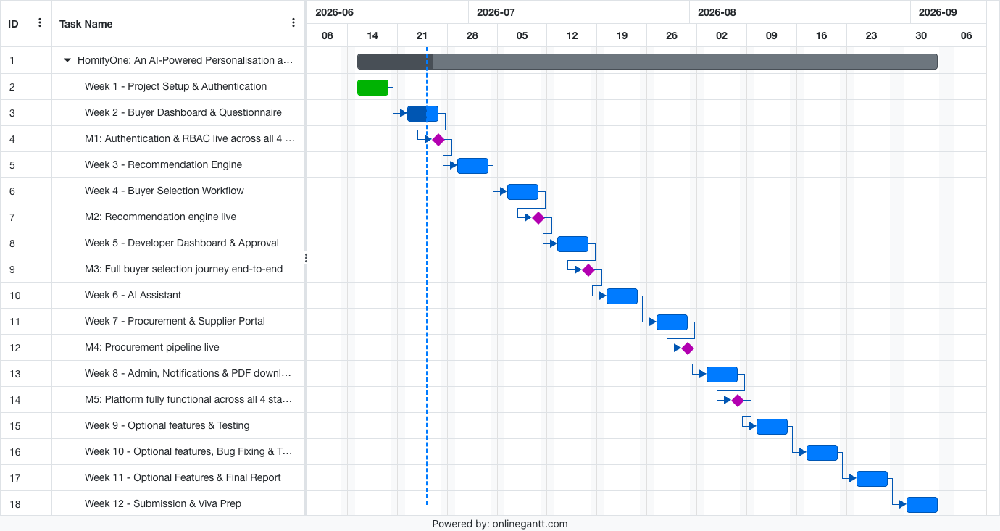 ID Task Name 2026-06 2026-07 2026-08 2026-09
08 14 21 28 05 12 19 26 02 09 16 23 30 06
1 HomifyOne: An AI-Powered Personalisation a...
2 Week 1 - Project Setup & Authentication
3 Week 2 - Buyer Dashboard & Questionnaire
4 M1: Authentication & RBAC live across all 4 ...
5 Week 3 - Recommendation Engine
6 Week 4 - Buyer Selection Workflow
7 M2: Recommendation engine live
8 Week 5 - Developer Dashboard & Approval
9 M3: Full buyer selection journey end-to-end
10 Week 6 - AI Assistant
11 Week 7 - Procurement & Supplier Portal
12 M4: Procurement pipeline live
13 Week 8 - Admin, Notifications & PDF downl...
14 M5: Platform fully functional across all 4 sta...
15 Week 9 - Optional features & Testing
16 Week 10 - Optional features, Bug Fixing & T...
17 Week 11 - Optional Features & Final Report
18 Week 12 - Submission & Viva Prep
Powered by: onlinegantt.com